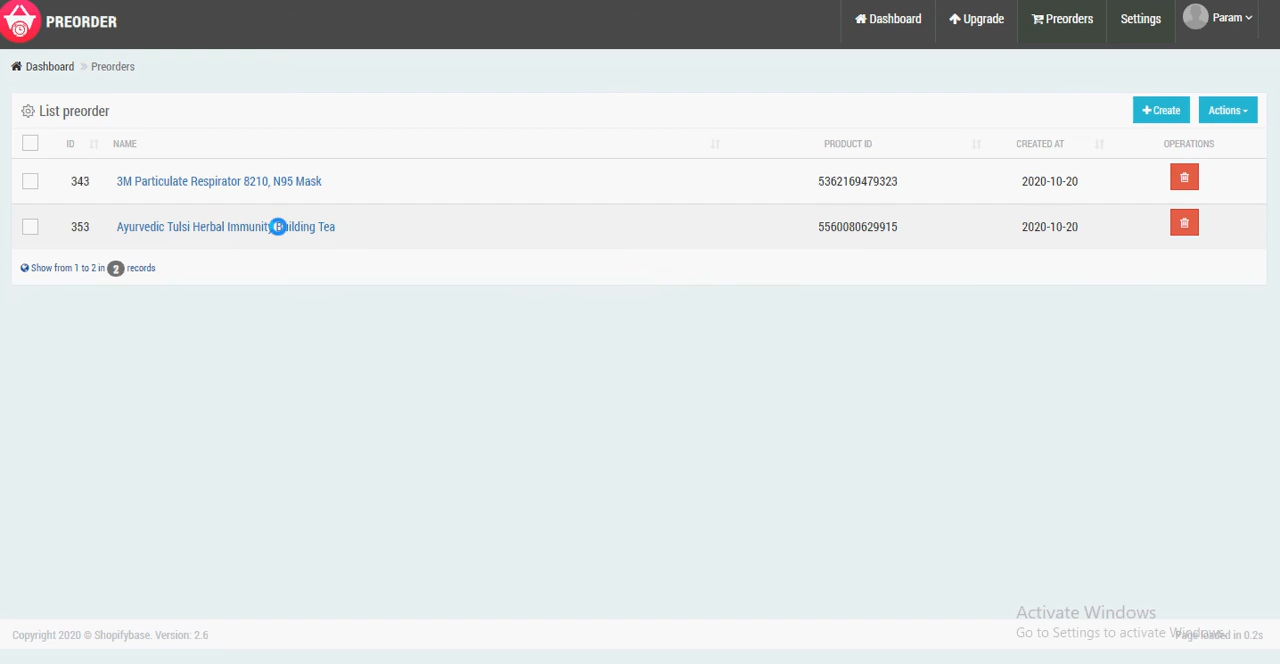 PREORDER
Dashboard
Upgrade
Preorders
Settings
Param
Dashboard » Preorders
List preorder
+ Create
Actions
ID
NAME
PRODUCT ID
CREATED AT
OPERATIONS
343
3M Particulate Respirator 8210, N95 Mask
5362169479323
2020-10-20
353
Ayurvedic Tulsi Herbal Immunity Building Tea
5560080629915
2020-10-20
Show from 1 to 2 in 2 records
Activate Windows
Go to Settings to activate Windows.
Copyright 2020 © Shopifybase. Version: 2.6
Page loaded in 0.2s